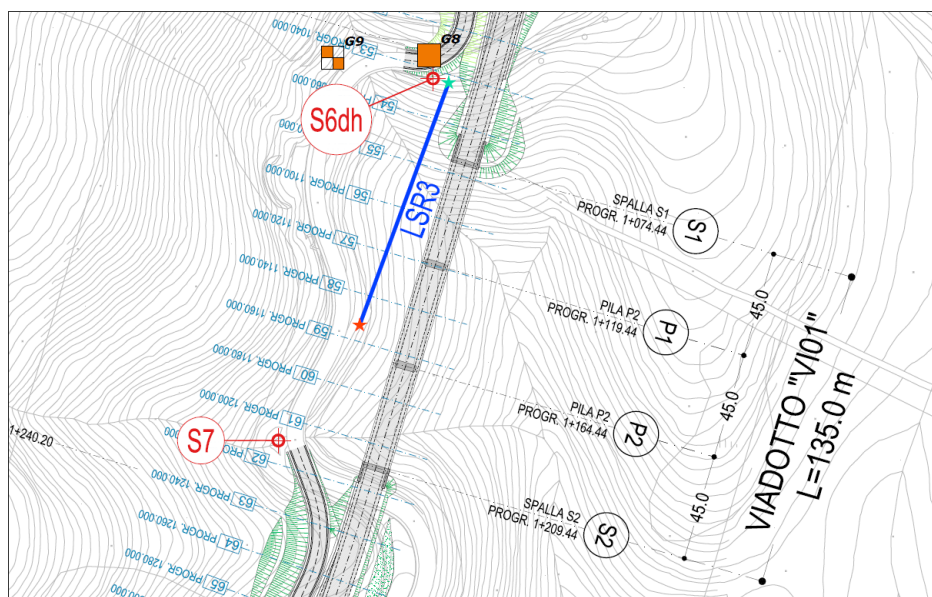 G9
G8
S6dh
LSR3
S7
53
1040.000
54
55
56
PROGR. 1100.000
57
PROGR. 1120.000
58
PROGR. 1140.000
59
PROGR. 1160.000
60
PROGR. 1180.000
61
PROGR. 1200.000
62
63
PROGR. 1240.000
64
PROGR. 1260.000
65
PROGR. 1280.000
1+240.20
SPALLA S1
PROGR. 1+074.44
S1
PILA P2
PROGR. 1+119.44
P1
PILA P2
PROGR. 1+164.44
P2
SPALLA S2
PROGR. 1+209.44
S2
45.0
45.0
45.0
VIADOTTO "VI01"
L=135.0 m